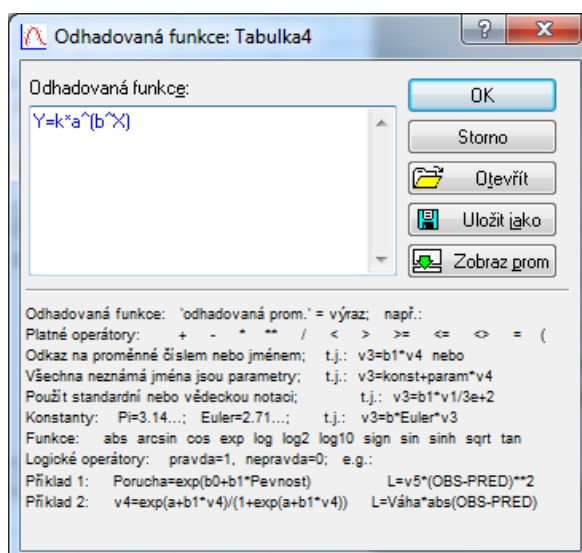 Odhadovaná funkce: Tabulka4
Odhadovaná funkce:
Y=k*a^(b^X)
OK
Storno
Otevřít
Uložit jako
Zobraz prom
Odhadovaná funkce: 'odhadovaná prom.' = výraz; např.:
Platné operátory: + - * ** / < > >= <= <> = (
Odkaz na proměnné číslem nebo jménem; t.j.: v3=b1*v4 nebo
Všechna neznámá jména jsou parametry; t.j.: v3=konst+param*v4
Použít standardní nebo vědeckou notaci; t.j.: v3=b1*v1/3e+2
Konstanty: Pi=3.14...; Euler=2.71...; t.j.: v3=b*Euler*v3
Funkce: abs arcsin cos exp log log2 log10 sign sin sinh sqrt tan
Logické operátory: pravda=1, nepravda=0; e.g.:
Příklad 1: Porucha=exp(b0+b1*Pevnost) L=v5*(OBS-PRED)**2
Příklad 2: v4=exp(a+b1*v4)/(1+exp(a+b1*v4)) L=Váha*abs(OBS-PRED)